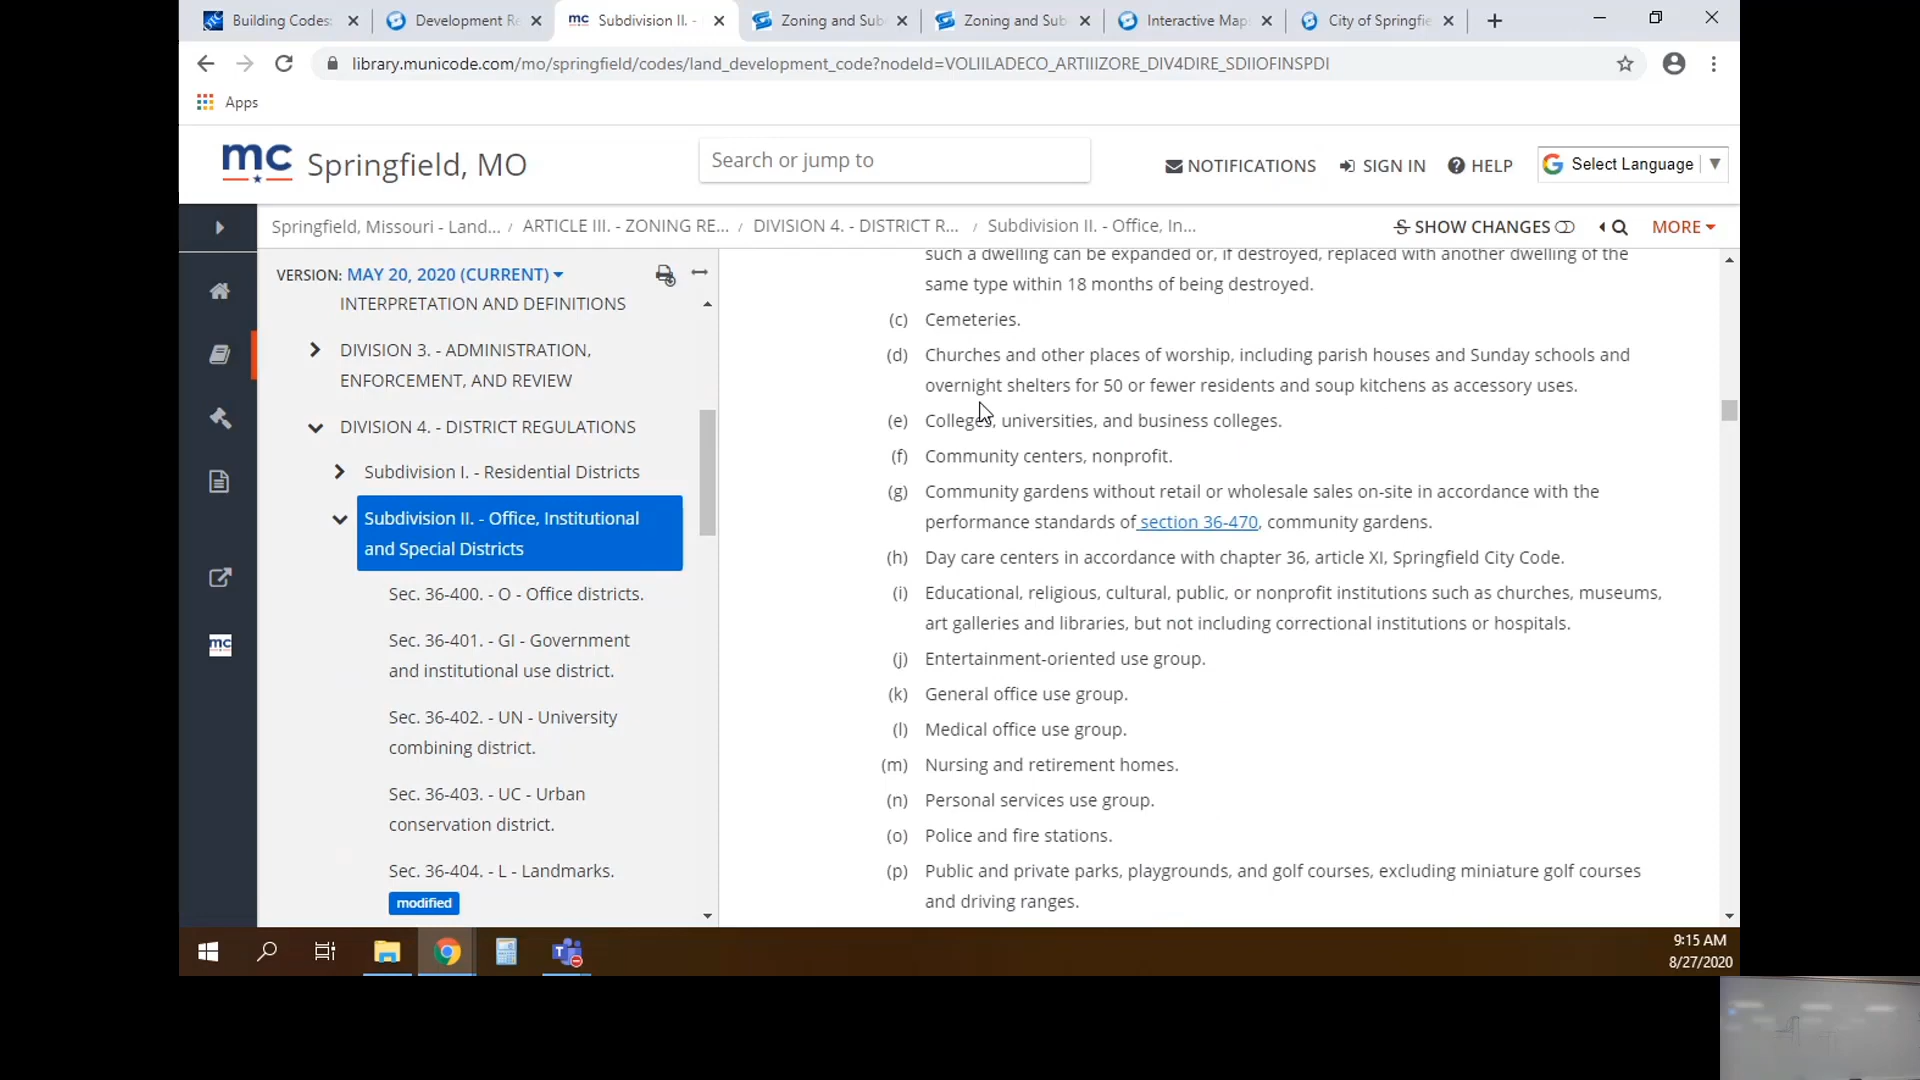 Building Codes:
Development Re
Subdivision II. -
Zoning and Sub
Zoning and Sub
Interactive Map
City of Springfie
library.municode.com/mo/springfield/codes/land_development_code?nodeId=VOLIILADECO_ARTIIIZORE_DIV4DIRE_SDIIOFINSPDI
Apps
mc
Springfield, MO
Search or jump to
NOTIFICATIONS
SIGN IN
HELP
Select Language
Springfield, Missouri - Land... / ARTICLE III. - ZONING RE... / DIVISION 4. - DISTRICT R... / Subdivision II. - Office, In...
SHOW CHANGES
MORE
VERSION: MAY 20, 2020 (CURRENT)
INTERPRETATION AND DEFINITIONS
DIVISION 3. - ADMINISTRATION,
ENFORCEMENT, AND REVIEW
DIVISION 4. - DISTRICT REGULATIONS
Subdivision I. - Residential Districts
Subdivision II. - Office, Institutional
and Special Districts
Sec. 36-400. - O - Office districts.
Sec. 36-401. - GI - Government
and institutional use district.
Sec. 36-402. - UN - University
combining district.
Sec. 36-403. - UC - Urban
conservation district.
Sec. 36-404. - L - Landmarks.
modified
mc
such a dwelling can be expanded or, if destroyed, replaced with another dwelling of the
same type within 18 months of being destroyed.
(c) Cemeteries.
(d) Churches and other places of worship, including parish houses and Sunday schools and
overnight shelters for 50 or fewer residents and soup kitchens as accessory uses.
(e) Colleges, universities, and business colleges.
(f) Community centers, nonprofit.
(g) Community gardens without retail or wholesale sales on-site in accordance with the
performance standards of section 36-470, community gardens.
(h) Day care centers in accordance with chapter 36, article XI, Springfield City Code.
(i) Educational, religious, cultural, public, or nonprofit institutions such as churches, museums,
art galleries and libraries, but not including correctional institutions or hospitals.
(j) Entertainment-oriented use group.
(k) General office use group.
(l) Medical office use group.
(m) Nursing and retirement homes.
(n) Personal services use group.
(o) Police and fire stations.
(p) Public and private parks, playgrounds, and golf courses, excluding miniature golf courses
and driving ranges.
9:15 AM
8/27/2020